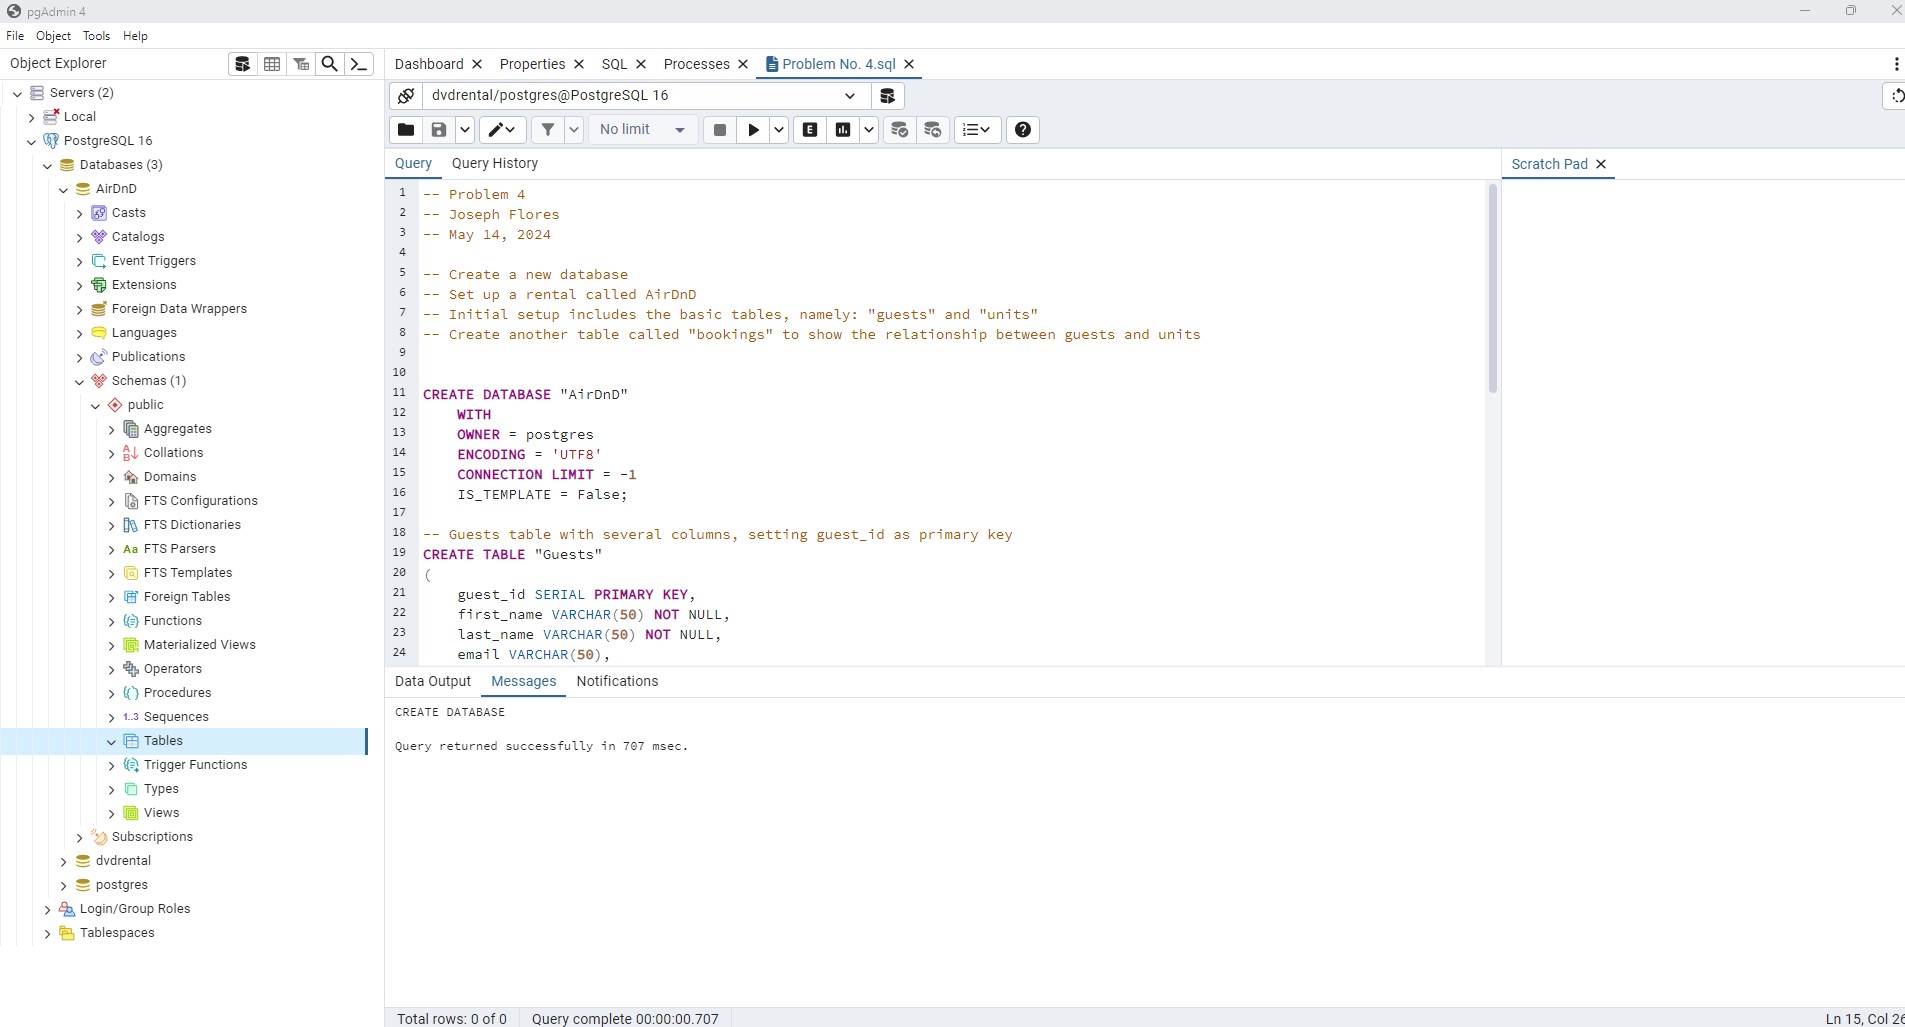 pgAdmin 4
File Object Tools Help
Object Explorer
Servers (2)
Local
PostgreSQL 16
Databases (3)
AirDnD
Casts
Catalogs
Event Triggers
Extensions
Foreign Data Wrappers
Languages
Publications
Schemas (1)
public
Aggregates
Collations
Domains
FTS Configurations
FTS Dictionaries
Aa FTS Parsers
FTS Templates
Foreign Tables
Functions
Materialized Views
Operators
Procedures
1..3 Sequences
Tables
Trigger Functions
Types
Views
Subscriptions
dvdrental
postgres
Login/Group Roles
Tablespaces
Dashboard Properties SQL Processes Problem No. 4.sql
dvdrental/postgres@PostgreSQL 16
No limit E
Query Query History
1 -- Problem 4
2 -- Joseph Flores
3 -- May 14, 2024
4
5 -- Create a new database
6 -- Set up a rental called AirDnD
7 -- Initial setup includes the basic tables, namely: "guests" and "units"
8 -- Create another table called "bookings" to show the relationship between guests and units
9
10
11 CREATE DATABASE "AirDnD"
12 WITH
13 OWNER = postgres
14 ENCODING = 'UTF8'
15 CONNECTION LIMIT = -1
16 IS_TEMPLATE = False;
17
18 -- Guests table with several columns, setting guest_id as primary key
19 CREATE TABLE "Guests"
20 (
21 guest_id SERIAL PRIMARY KEY,
22 first_name VARCHAR(50) NOT NULL,
23 last_name VARCHAR(50) NOT NULL,
24 email VARCHAR(50),
Scratch Pad
Data Output Messages Notifications
CREATE DATABASE
Query returned successfully in 707 msec.
Total rows: 0 of 0 Query complete 00:00:00.707 Ln 15, Col 26